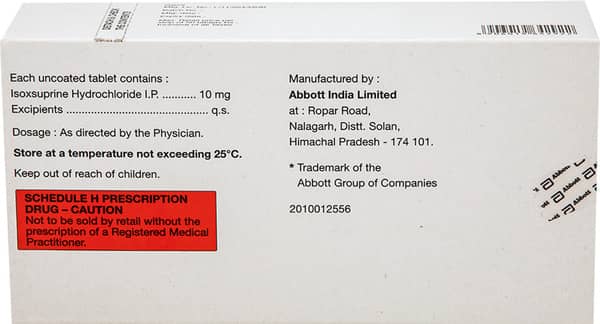 Each uncoated tablet contains :
Isoxsuprine Hydrochloride I.P. ........... 10 mg
Excipients ............................................... q.s.
Dosage : As directed by the Physician.
Store at a temperature not exceeding 25°C.
Keep out of reach of children.
SCHEDULE H PRESCRIPTION
DRUG – CAUTION
Not to be sold by retail without the
prescription of a Registered Medical
Practitioner.
Manufactured by :
Abbott India Limited
at : Ropar Road,
Nalagarh, Distt. Solan,
Himachal Pradesh - 174 101.
* Trademark of the
Abbott Group of Companies
2010012556
Abbott
Abbott